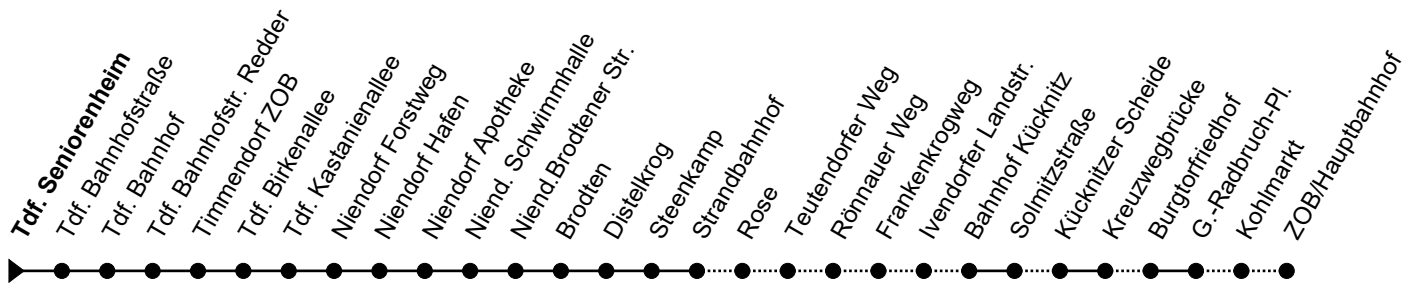 Tdf. Seniorenheim
Tdf. Bahnhofstraße
Tdf. Bahnhof
Tdf. Bahnhofstr. Redder
Timmendorf ZOB
Tdf. Birkenallee
Tdf. Kastanienallee
Niendorf Forstweg
Niendorf Hafen
Niendorf Apotheke
Niend. Schwimmhalle
Niend.Brodtener Str.
Brodten
Distelkrog
Steenkamp
Strandbahnhof
Rose
Teutendorfer Weg
Rönnauer Weg
Frankenkrogweg
Ivendorfer Landstr.
Bahnhof Kücknitz
Solmitzstraße
Kücknitzer Scheide
Kreuzwegbrücke
Burgtorfriedhof
G.-Radbruch-Pl.
Kohlmarkt
ZOB/Hauptbahnhof